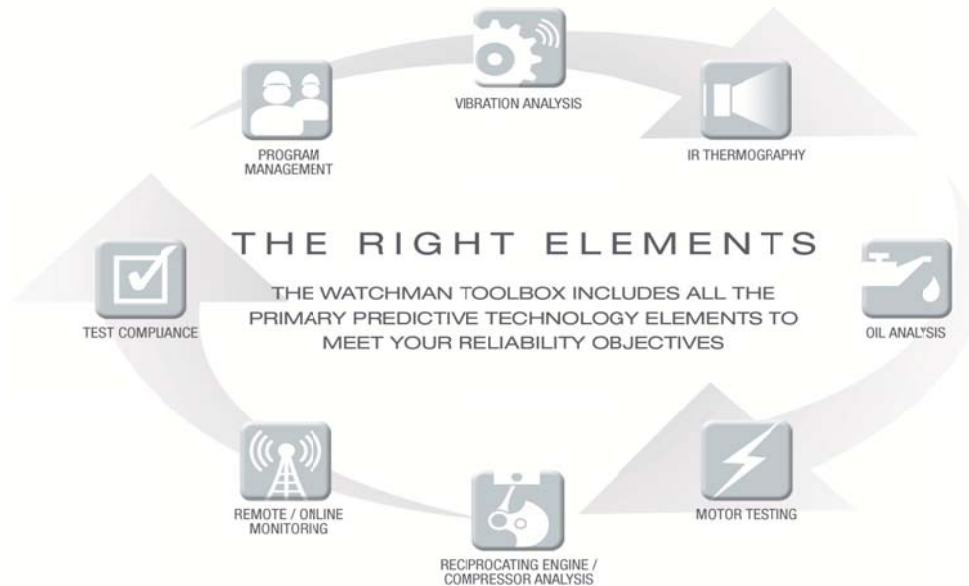 VIBRATION ANALYSIS
PROGRAM
MANAGEMENT
IR THERMOGRAPHY
THE RIGHT ELEMENTS
THE WATCHMAN TOOLBOX INCLUDES ALL THE
PRIMARY PREDICTIVE TECHNOLOGY ELEMENTS TO
MEET YOUR RELIABILITY OBJECTIVES
TEST COMPLIANCE
OIL ANALYSIS
REMOTE / ONLINE
MONITORING
MOTOR TESTING
RECIPROCATING ENGINE /
COMPRESSOR ANALYSIS